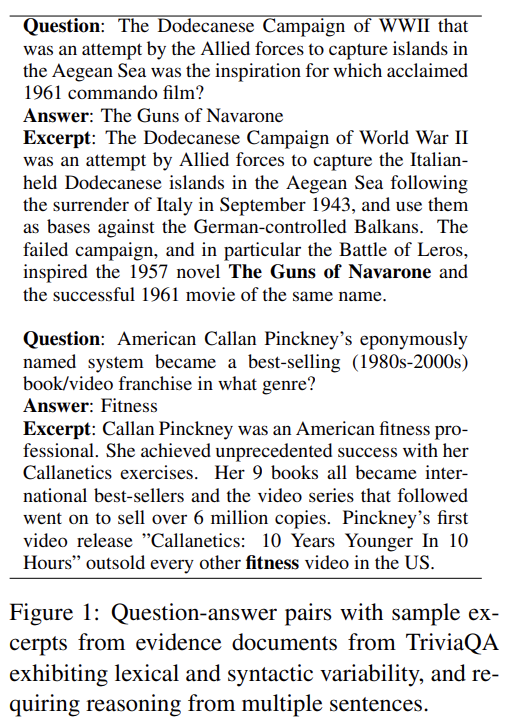 Question: The Dodecanese Campaign of WWII that
was an attempt by the Allied forces to capture islands in
the Aegean Sea was the inspiration for which acclaimed
1961 commando film?
Answer: The Guns of Navarone
Excerpt: The Dodecanese Campaign of World War II
was an attempt by Allied forces to capture the Italian-
held Dodecanese islands in the Aegean Sea following
the surrender of Italy in September 1943, and use them
as bases against the German-controlled Balkans. The
failed campaign, and in particular the Battle of Leros,
inspired the 1957 novel The Guns of Navarone and
the successful 1961 movie of the same name.
Question: American Callan Pinckney's eponymously
named system became a best-selling (1980s-2000s)
book/video franchise in what genre?
Answer: Fitness
Excerpt: Callan Pinckney was an American fitness pro-
fessional. She achieved unprecedented success with her
Callanetics exercises. Her 9 books all became inter-
national best-sellers and the video series that followed
went on to sell over 6 million copies. Pinckney's first
video release ”Callanetics: 10 Years Younger In 10
Hours” outsold every other fitness video in the US.
Figure 1: Question-answer pairs with sample ex-
cerpts from evidence documents from TriviaQA
exhibiting lexical and syntactic variability, and re-
quiring reasoning from multiple sentences.